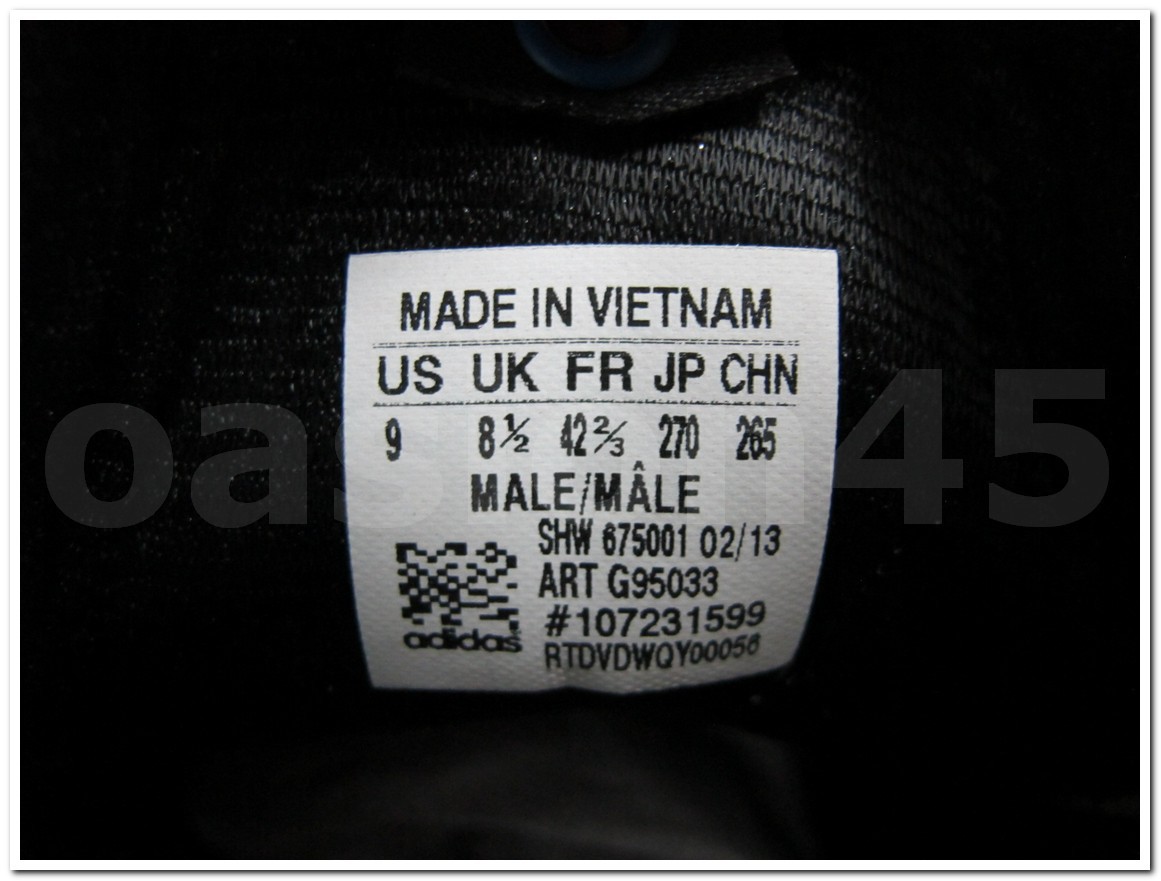 MADE IN VIETNAM
US UK FR JP CHN
9 8½ 42⅔ 270 265
MALE/MÂLE
SHW 675001 02/13
ART G95033
#107231599
adidas
RTDVDWQY00056